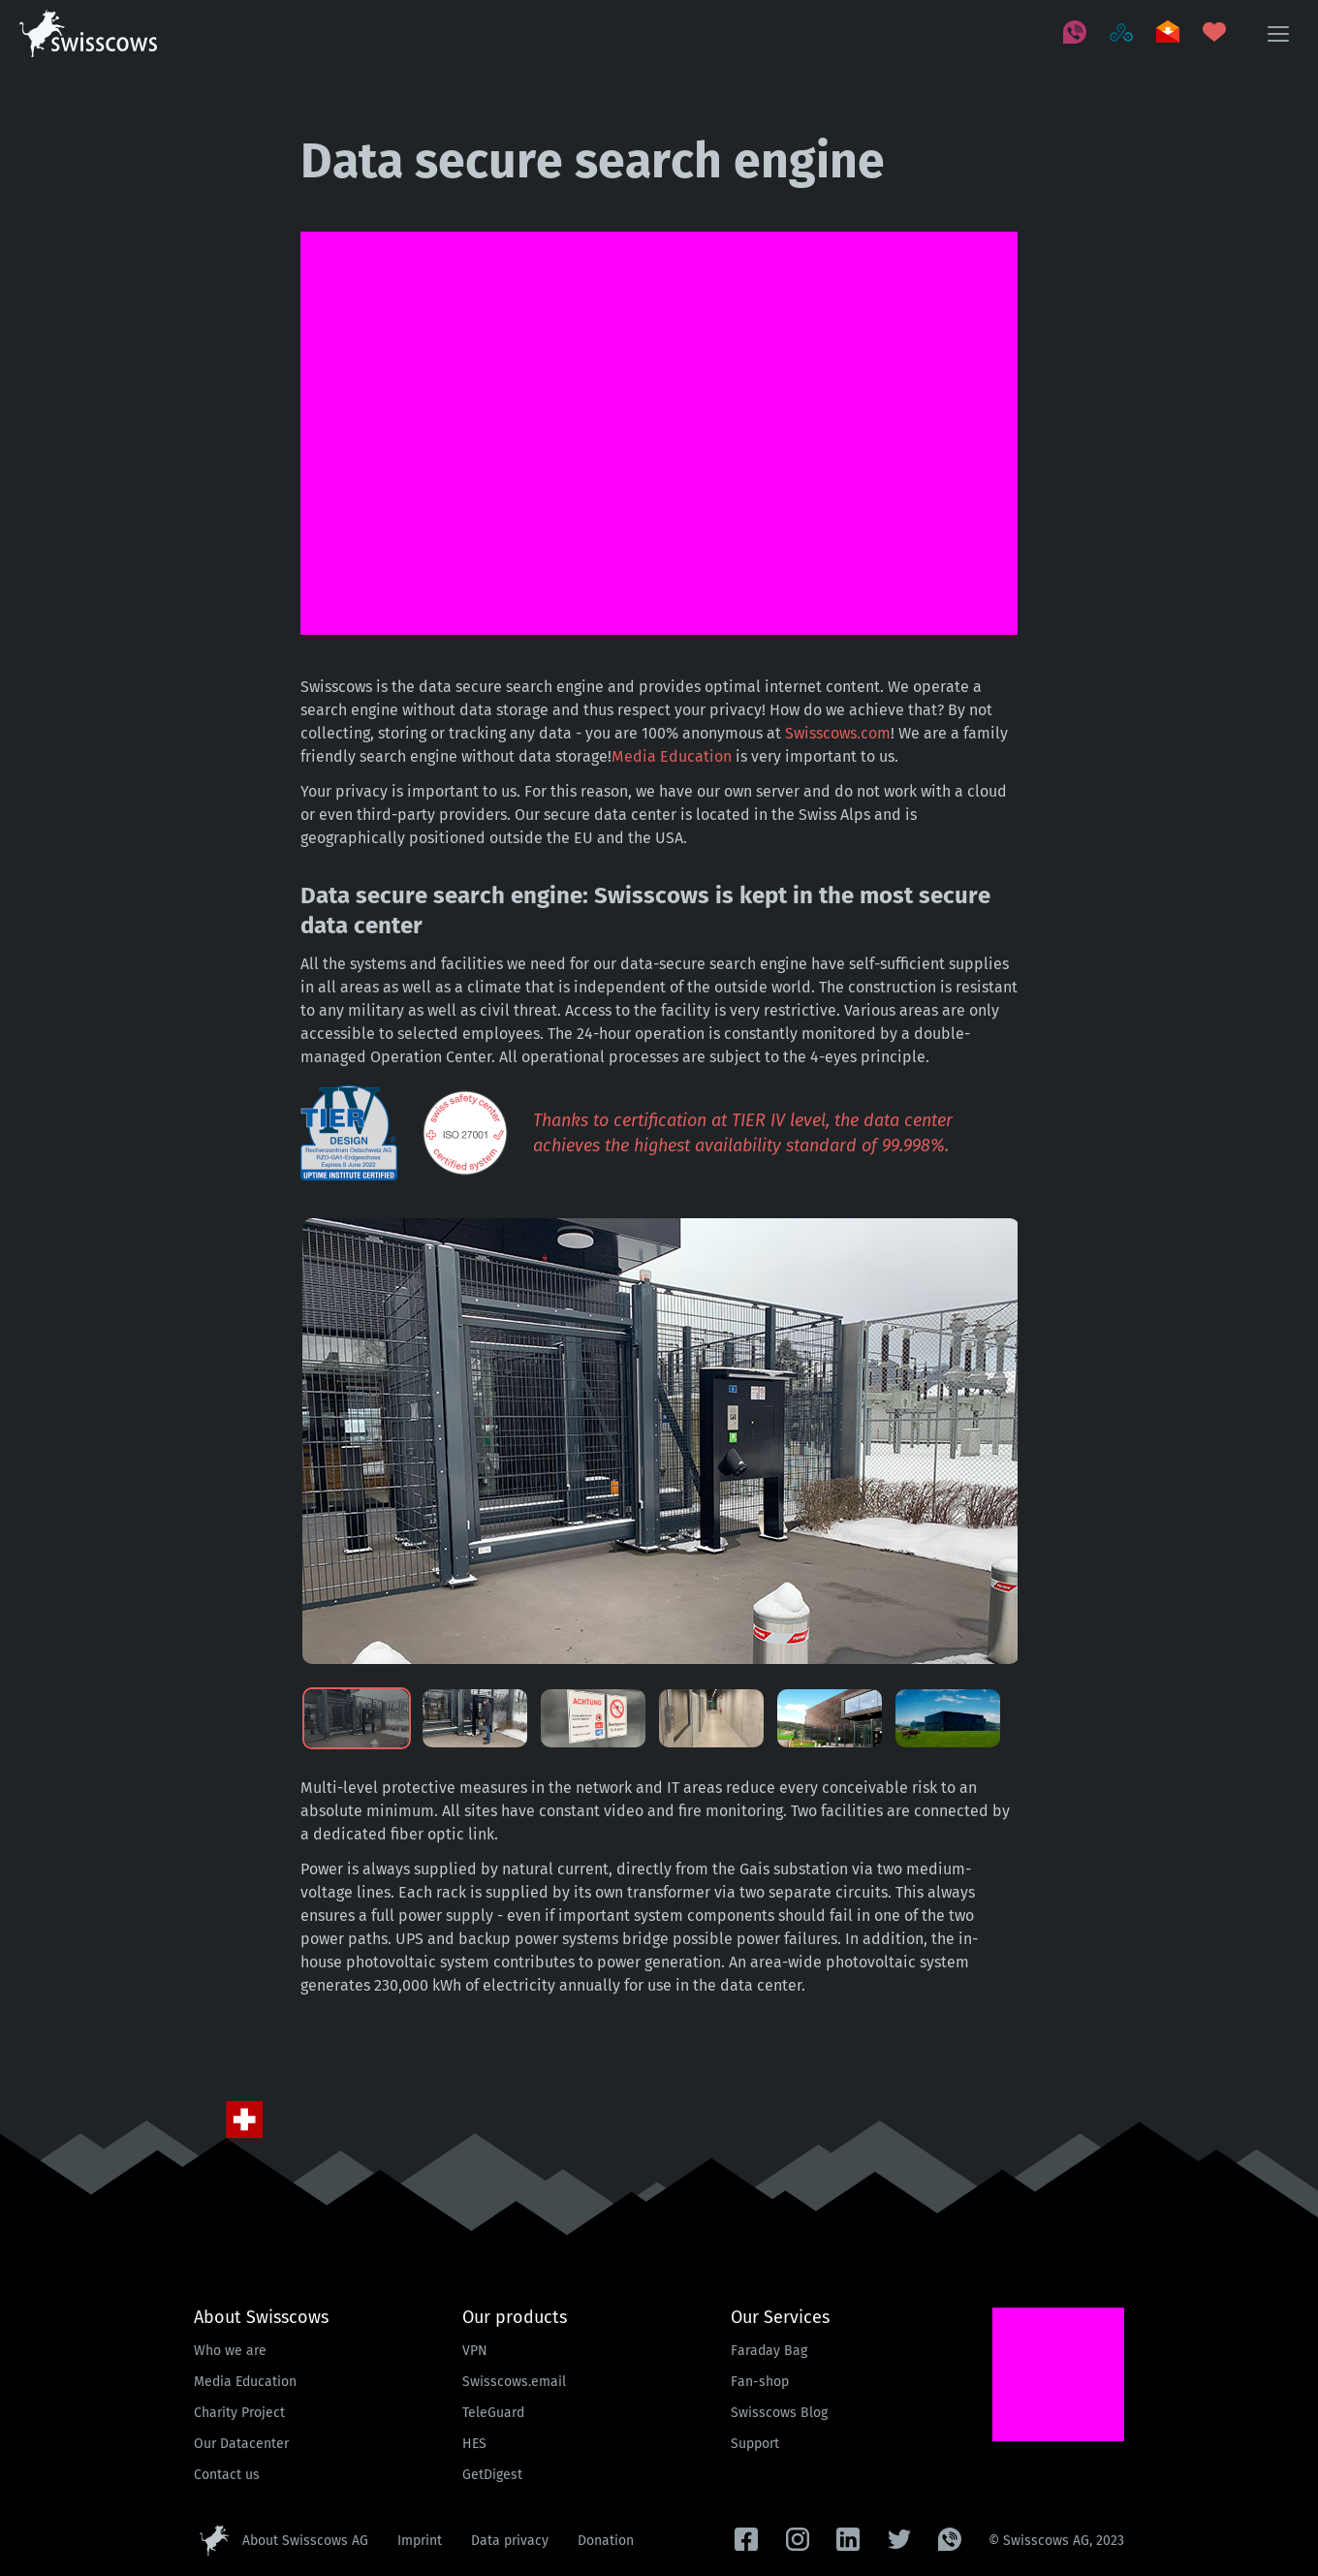 swisscows
Data secure search engine
Swisscows is the data secure search engine and provides optimal internet content. We operate a
search engine without data storage and thus respect your privacy! How do we achieve that? By not
collecting, storing or tracking any data - you are 100% anonymous at Swisscows.com! We are a family
friendly search engine without data storage!Media Education is very important to us.
Your privacy is important to us. For this reason, we have our own server and do not work with a cloud
or even third-party providers. Our secure data center is located in the Swiss Alps and is
geographically positioned outside the EU and the USA.
Data secure search engine: Swisscows is kept in the most secure
data center
All the systems and facilities we need for our data-secure search engine have self-sufficient supplies
in all areas as well as a climate that is independent of the outside world. The construction is resistant
to any military as well as civil threat. Access to the facility is very restrictive. Various areas are only
accessible to selected employees. The 24-hour operation is constantly monitored by a double-
managed Operation Center. All operational processes are subject to the 4-eyes principle.
IV
TIER
DESIGN
Rechenzentrum Ostschweiz AG
RZO-GA1-Erdgeschoss
Expires 8 June 2022
UPTIME INSTITUTE CERTIFIED
swiss safety center
ISO 27001
certified system
Thanks to certification at TIER IV level, the data center
achieves the highest availability standard of 99.998%.
ACHTUNG
Multi-level protective measures in the network and IT areas reduce every conceivable risk to an
absolute minimum. All sites have constant video and fire monitoring. Two facilities are connected by
a dedicated fiber optic link.
Power is always supplied by natural current, directly from the Gais substation via two medium-
voltage lines. Each rack is supplied by its own transformer via two separate circuits. This always
ensures a full power supply - even if important system components should fail in one of the two
power paths. UPS and backup power systems bridge possible power failures. In addition, the in-
house photovoltaic system contributes to power generation. An area-wide photovoltaic system
generates 230,000 kWh of electricity annually for use in the data center.
About Swisscows
Who we are
Media Education
Charity Project
Our Datacenter
Contact us
Our products
VPN
Swisscows.email
TeleGuard
HES
GetDigest
Our Services
Faraday Bag
Fan-shop
Swisscows Blog
Support
About Swisscows AG
Imprint
Data privacy
Donation
© Swisscows AG, 2023